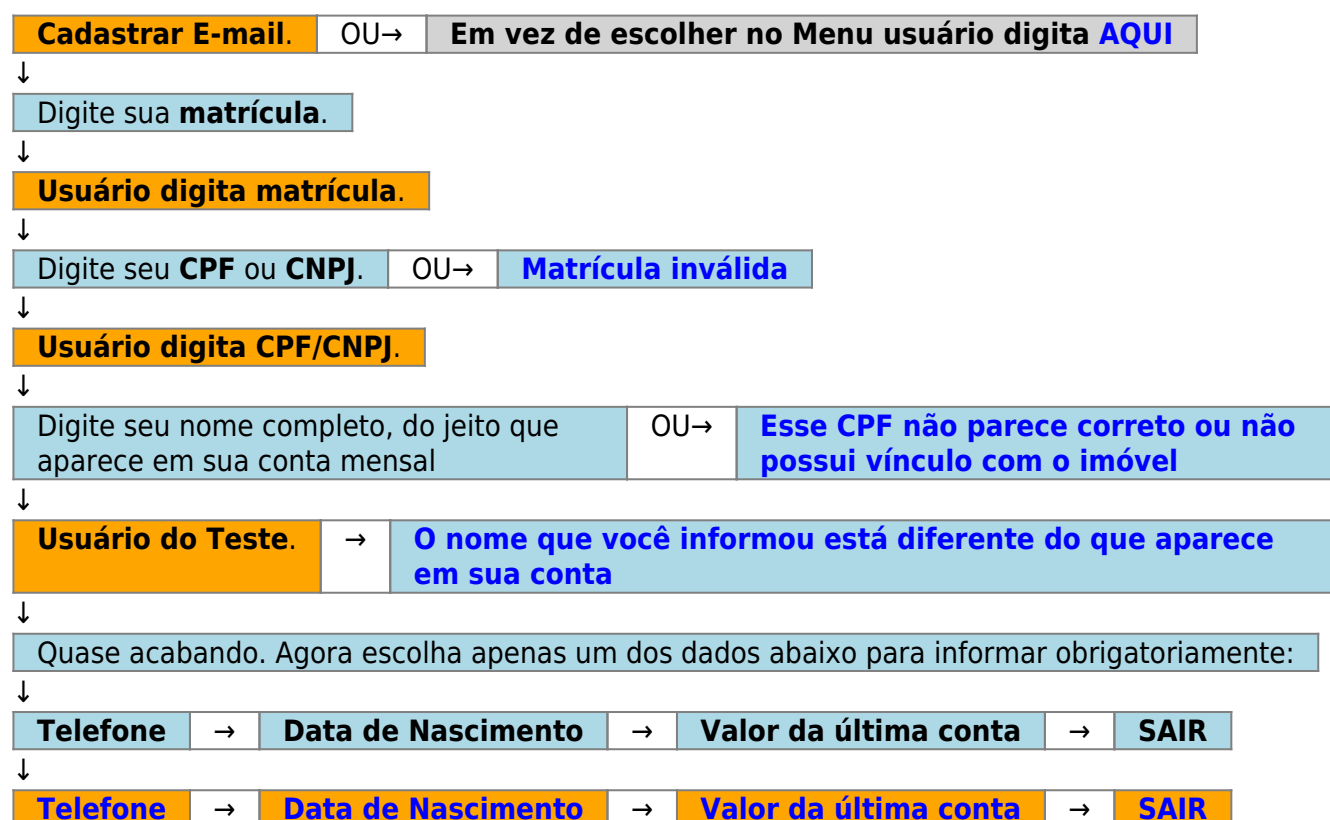 Cadastrar E-mail. OU→ Em vez de escolher no Menu usuário digita AQUI
↓
Digite sua matrícula.
↓
Usuário digita matrícula.
↓
Digite seu CPF ou CNPJ. OU→ Matrícula inválida
↓
Usuário digita CPF/CNPJ.
↓
Digite seu nome completo, do jeito que
aparece em sua conta mensal
OU→
Esse CPF não parece correto ou não
possui vínculo com o imóvel
↓
Usuário do Teste. →
O nome que você informou está diferente do que aparece
em sua conta
↓
Quase acabando. Agora escolha apenas um dos dados abaixo para informar obrigatoriamente:
↓
Telefone → Data de Nascimento → Valor da última conta → SAIR
↓
Telefone → Data de Nascimento → Valor da última conta → SAIR